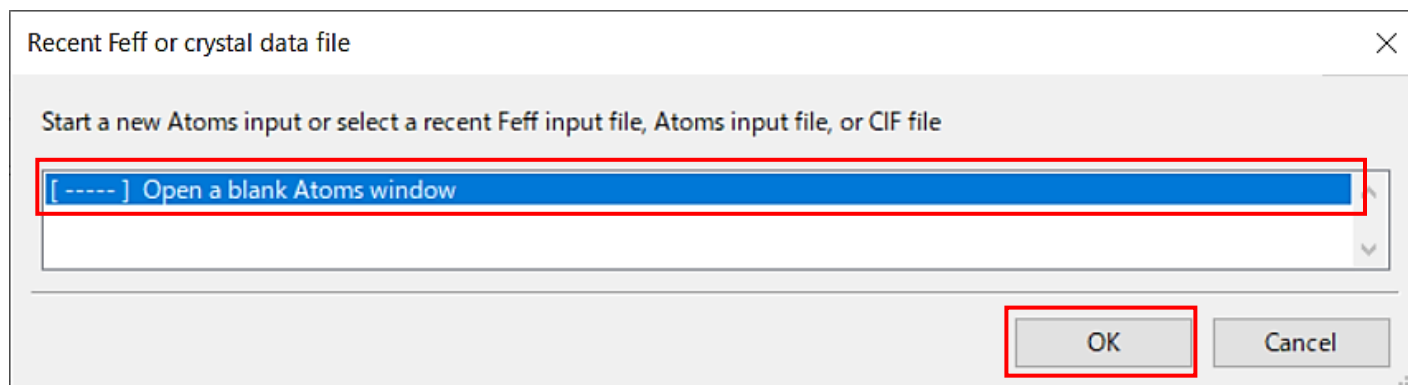 Recent Feff or crystal data file
Start a new Atoms input or select a recent Feff input file, Atoms input file, or CIF file
[ ----- ] Open a blank Atoms window
OK
Cancel